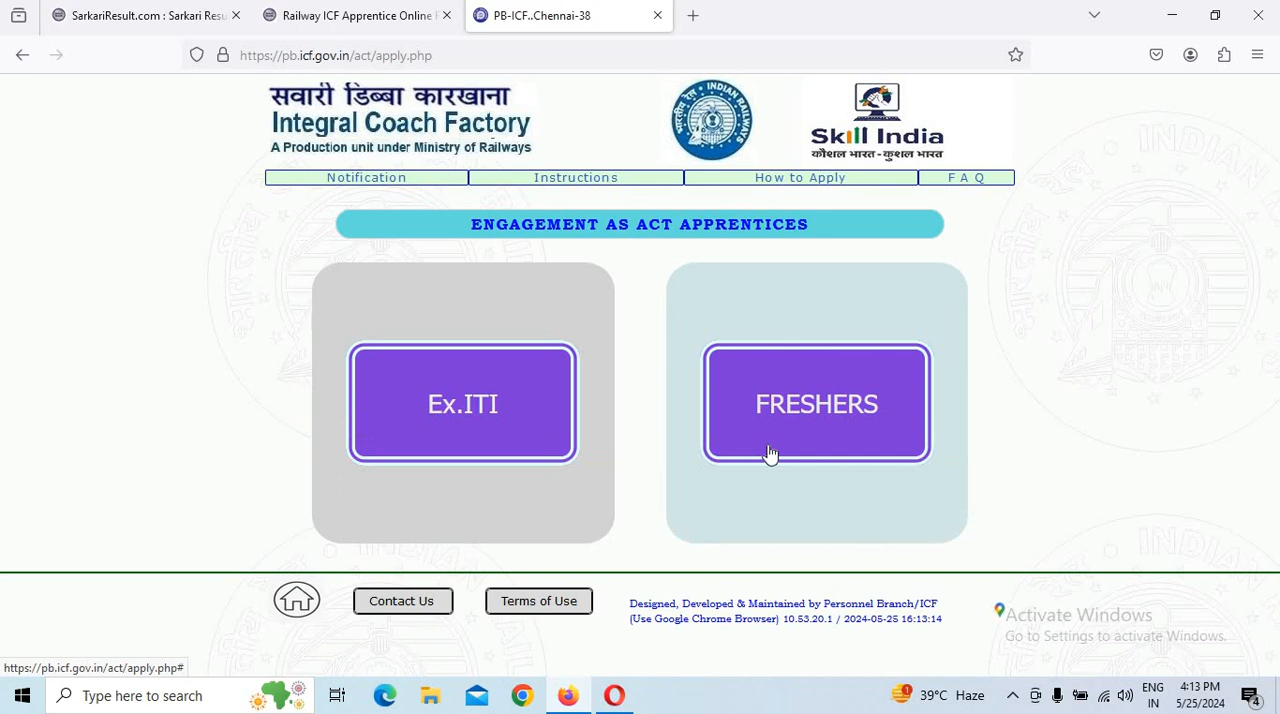 SarkariResult.com : Sarkari Resu
Railway ICF Apprentice Online F
PB-ICF..Chennai-38
https://pb.icf.gov.in/act/apply.php
सवारी डिब्बा कारखाना
Integral Coach Factory
A Production unit under Ministry of Railways
भारतीय रेल INDIAN RAILWAYS
Skill India
कौशल भारत-कुशल भारत
Notification
Instructions
How to Apply
F A Q
ENGAGEMENT AS ACT APPRENTICES
Ex.ITI
FRESHERS
Contact Us
Terms of Use
Designed, Developed & Maintained by Personnel Branch/ICF
(Use Google Chrome Browser) 10.53.20.1 / 2024-05-25 16:13:14
Activate Windows
Go to Settings to activate Windows.
https://pb.icf.gov.in/act/apply.php#
Type here to search
39°C Haze
ENG
IN
4:13 PM
5/25/2024
4